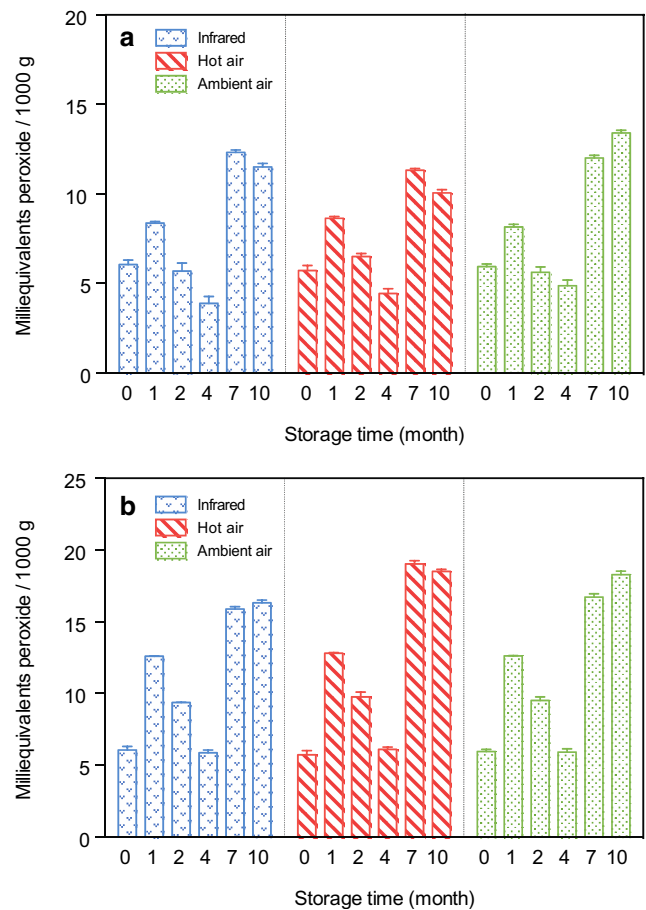 a
Infrared
Hot air
Ambient air
20
15
10
5
0
Milliequivalents peroxide / 1000 g
0 1 2 4 7 10 0 1 2 4 7 10 0 1 2 4 7 10
Storage time (month)
b
Infrared
Hot air
Ambient air
25
20
15
10
5
0
Milliequivalents peroxide / 1000 g
0 1 2 4 7 10 0 1 2 4 7 10 0 1 2 4 7 10
Storage time (month)